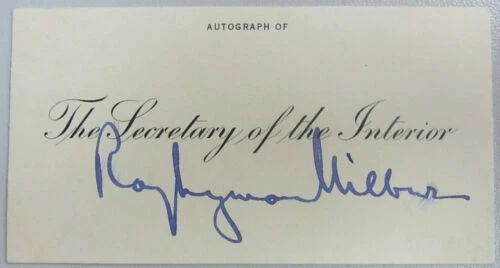 AUTOGRAPH OF
The Secretary of the Interior
Ray Lyman Wilbur